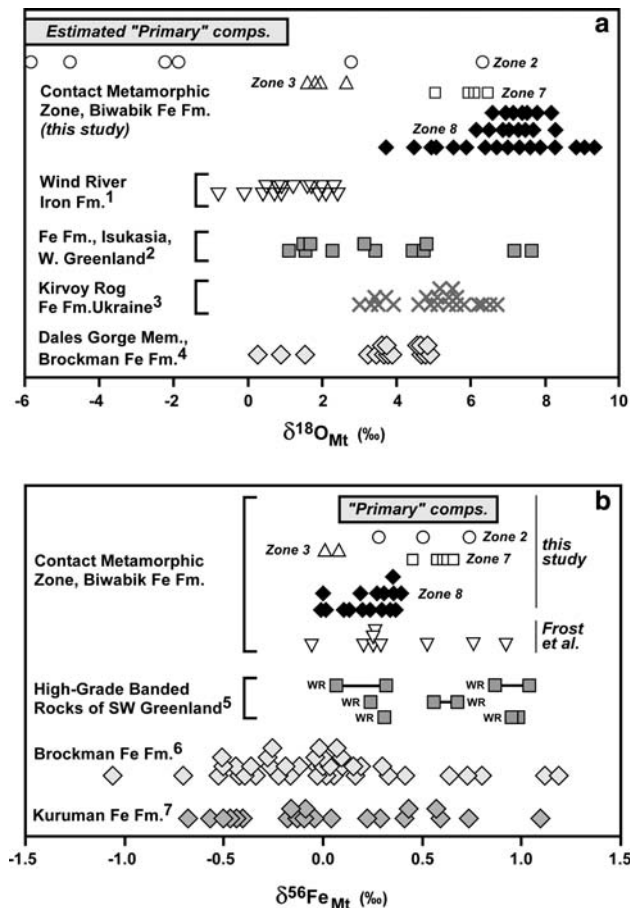 a
Estimated "Primary" comps.
Zone 2
Zone 3
Contact Metamorphic
Zone, Biwabik Fe Fm.
(this study)
Zone 7
Zone 8
Wind River
Iron Fm.1
Fe Fm., Isukasia,
W. Greenland2
Kirvoy Rog
Fe Fm.Ukraine3
Dales Gorge Mem.,
Brockman Fe Fm.4
-6 -4 -2 0 2 4 6 8 10
δ18OMt (‰)
b
"Primary" comps.
Zone 2
Zone 3
this
study
Contact Metamorphic
Zone, Biwabik Fe Fm.
Zone 7
Zone 8
Frost
et al.
High-Grade Banded
Rocks of SW Greenland5
WR WR
WR WR
WR WR
Brockman Fe Fm.6
Kuruman Fe Fm.7
-1.5 -1.0 -0.5 0.0 0.5 1.0 1.5
δ56FeMt (‰)